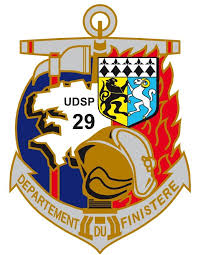 UDSP
29
DEPARTEMENT
DU
FINISTERE